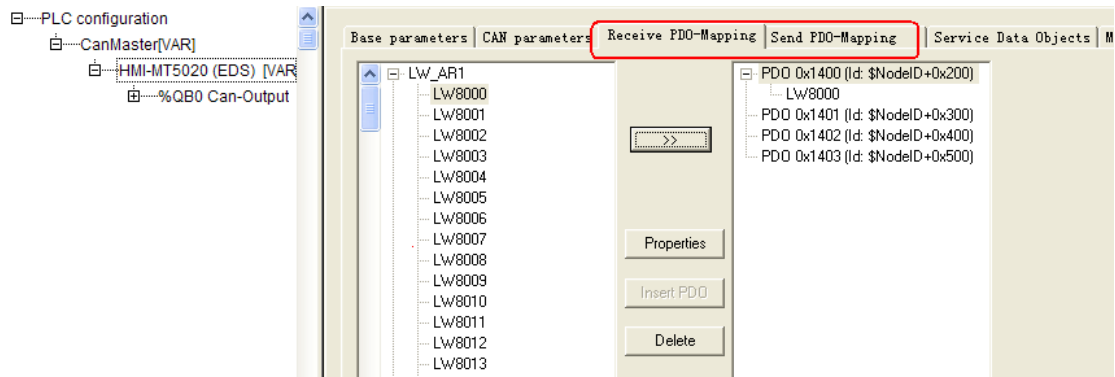 PLC configuration
CanMaster[VAR]
HMI-MT5020 (EDS) [VAR
%QB0 Can-Output
Base parameters CAN parameters Receive PDO-Mapping Send PDO-Mapping Service Data Objects M
LW_AR1
LW8000
LW8001
LW8002
LW8003
LW8004
LW8005
LW8006
LW8007
LW8008
LW8009
LW8010
LW8011
LW8012
LW8013
>>
Properties
Insert PDO
Delete
PDO 0x1400 (Id: $NodeID+0x200)
LW8000
PDO 0x1401 (Id: $NodeID+0x300)
PDO 0x1402 (Id: $NodeID+0x400)
PDO 0x1403 (Id: $NodeID+0x500)